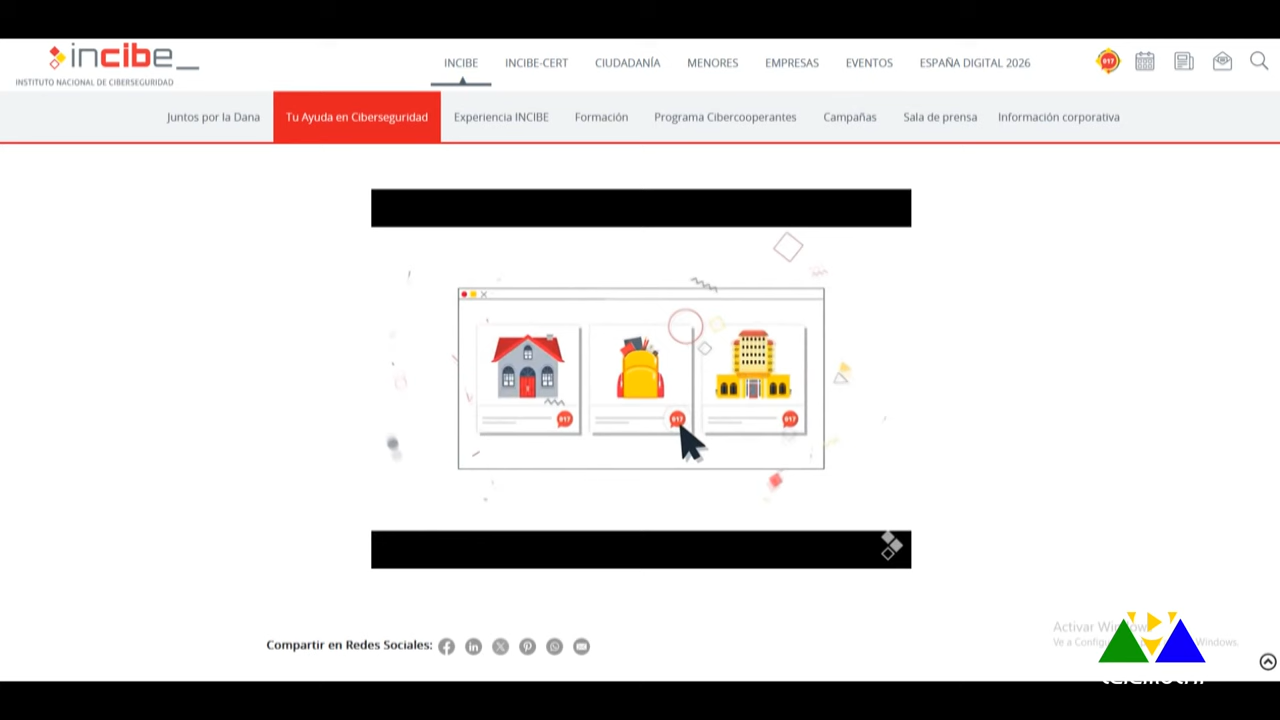 incibe_
INSTITUTO NACIONAL DE CIBERSEGURIDAD
INCIBE INCIBE-CERT CIUDADANÍA MENORES EMPRESAS EVENTOS ESPAÑA DIGITAL 2026
017
Juntos por la Dana Tu Ayuda en Ciberseguridad Experiencia INCIBE Formación Programa Cibercooperantes Campañas Sala de prensa Información corporativa
017 017 017
Compartir en Redes Sociales:
Activar
Ve a Windows.